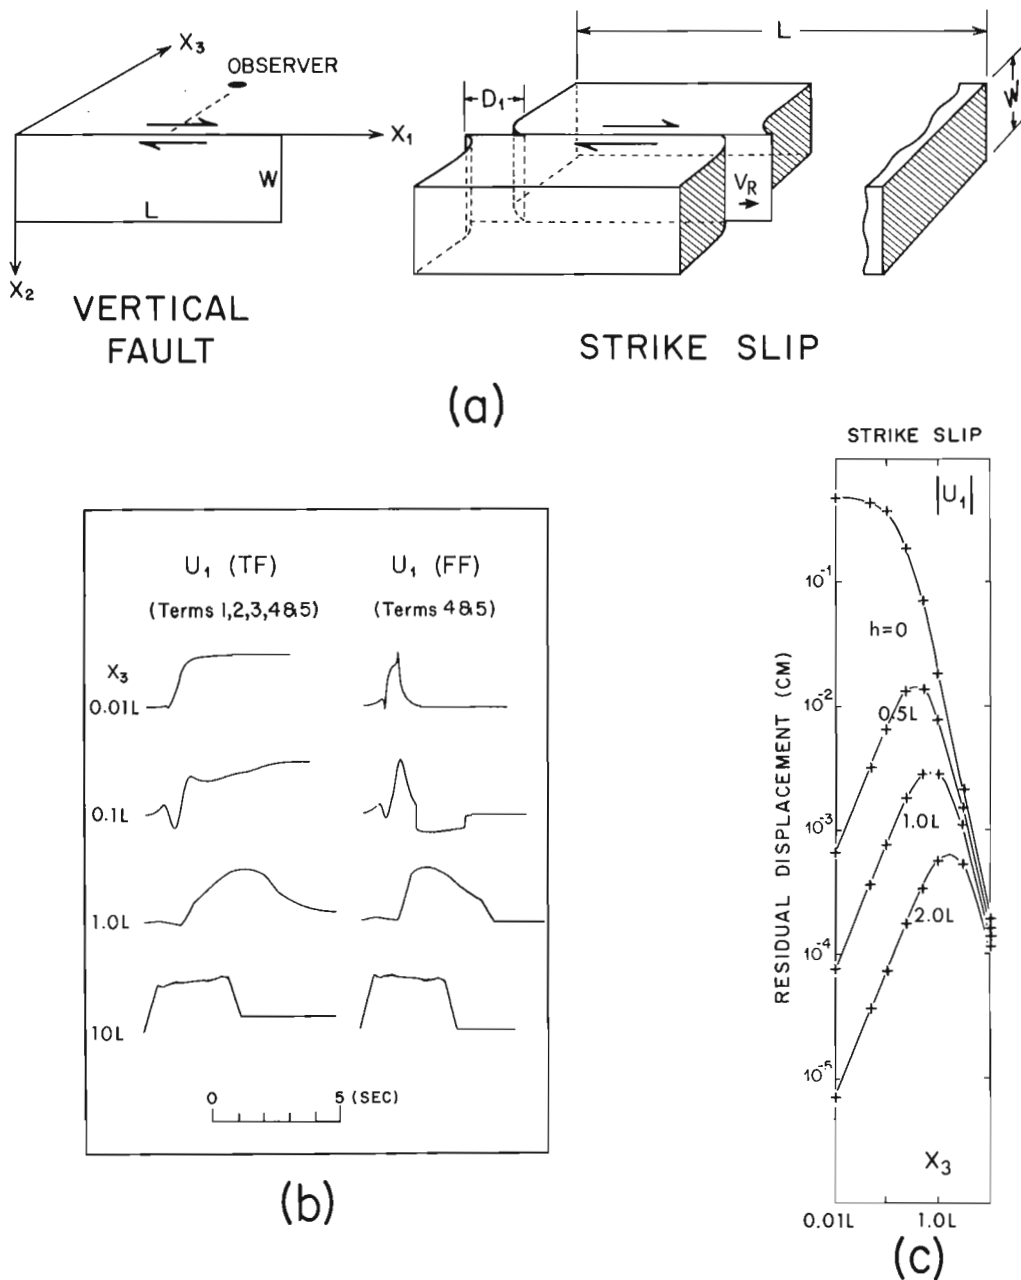 X₃
OBSERVER
X₁
W
L
X₂
VERTICAL
FAULT
L
D₁
W
V_R
STRIKE SLIP
(a)
U₁ (TF)
U₁ (FF)
(Terms 1,2,3,4&5)
(Terms 4&5)
X₃
0.01L
0.1L
1.0L
10L
0
5 (SEC)
(b)
STRIKE SLIP
|U₁|
RESIDUAL DISPLACEMENT (CM)
10⁻¹
10⁻²
10⁻³
10⁻⁴
10⁻⁵
h=0
0.5L
1.0L
2.0L
X₃
0.01L
1.0L
(c)